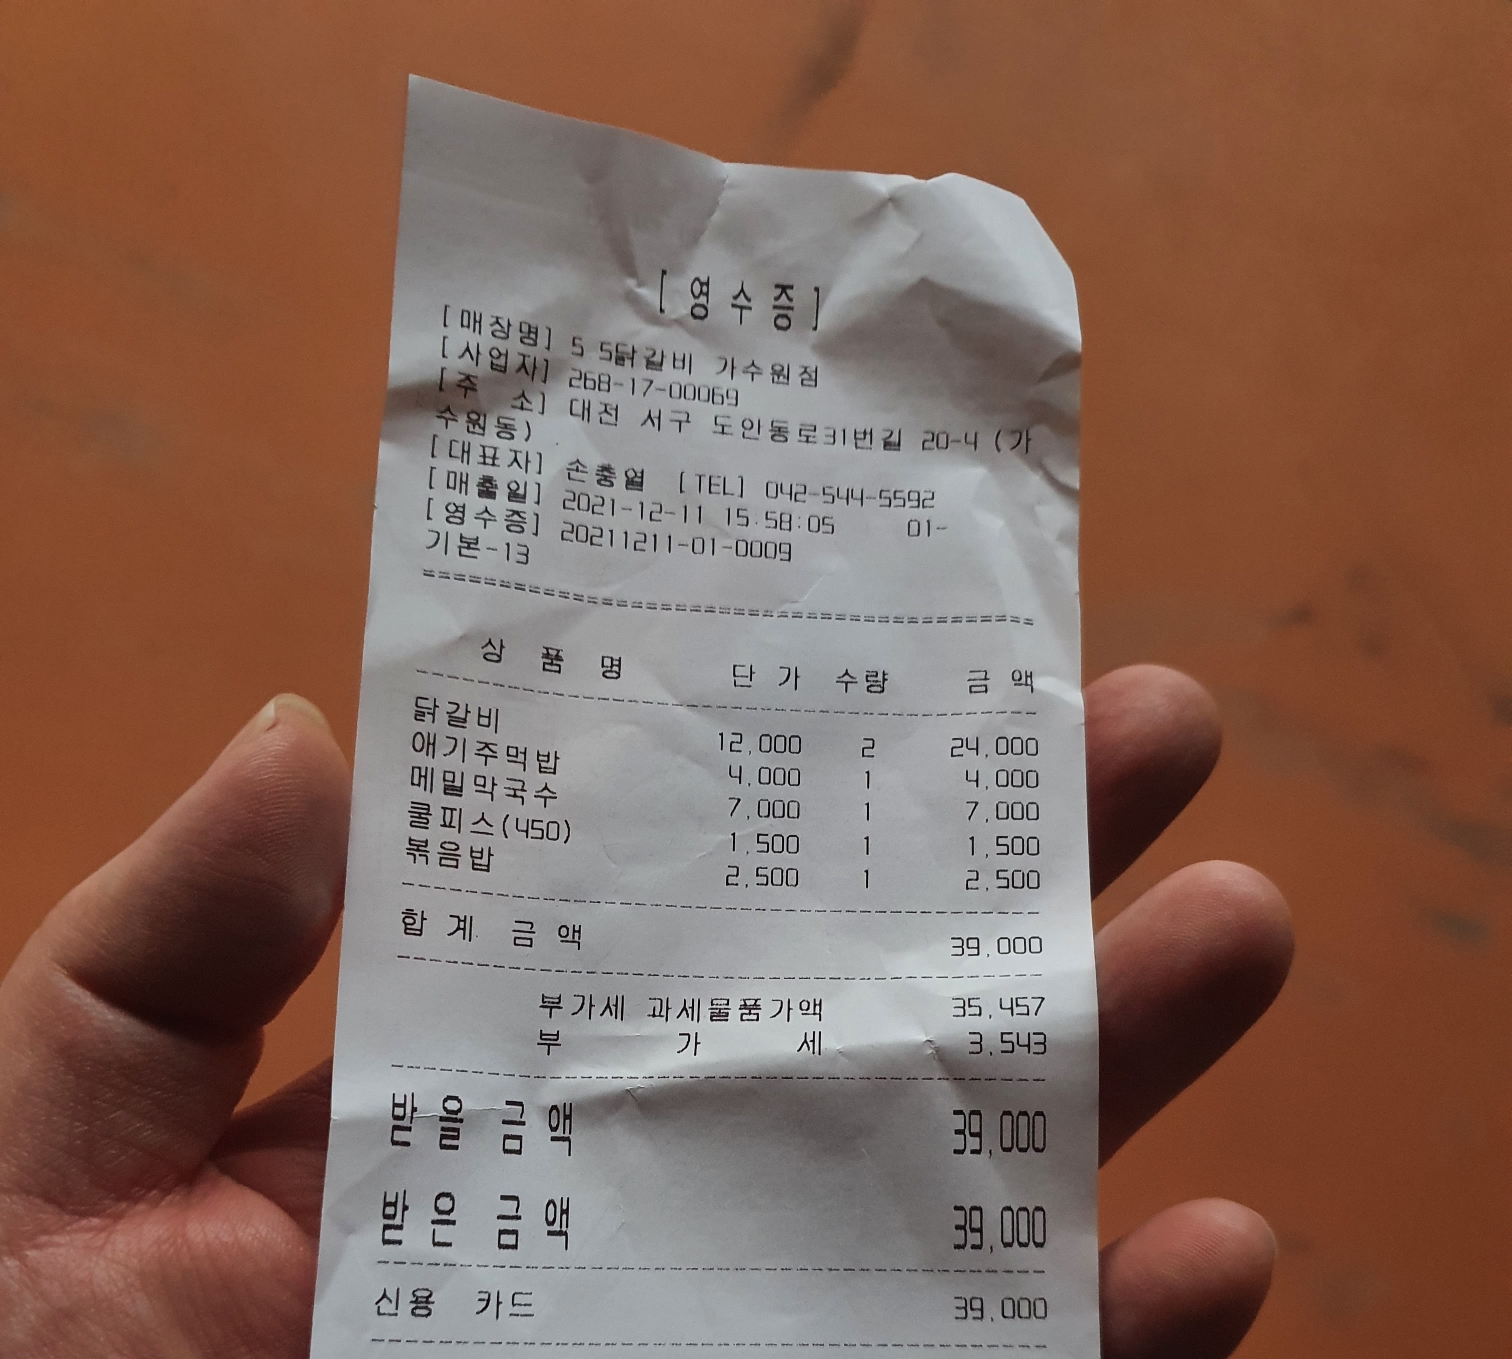 [ 영 수 증 ]
[매장명] 5.5닭갈비 가수원점
[사업자] 268-17-00069
[주 소] 대전 서구 도안동로31번길 20-4 (가
수원동)
[대표자] 손충열 [TEL] 042-544-5592
[매출일] 2021-12-11 15:58:05 01-
[영수증] 20211211-01-0009
기본-13
상 품 명 단 가 수량 금 액
닭갈비 12,000 2 24,000
애기주먹밥 4,000 1 4,000
메밀막국수 7,000 1 7,000
쿨피스(450) 1,500 1 1,500
볶음밥 2,500 1 2,500
합 계 금 액 39,000
부가세 과세물품가액 35,457
부 가 세 3,543
받 을 금 액 39,000
받 은 금 액 39,000
신용 카드 39,000